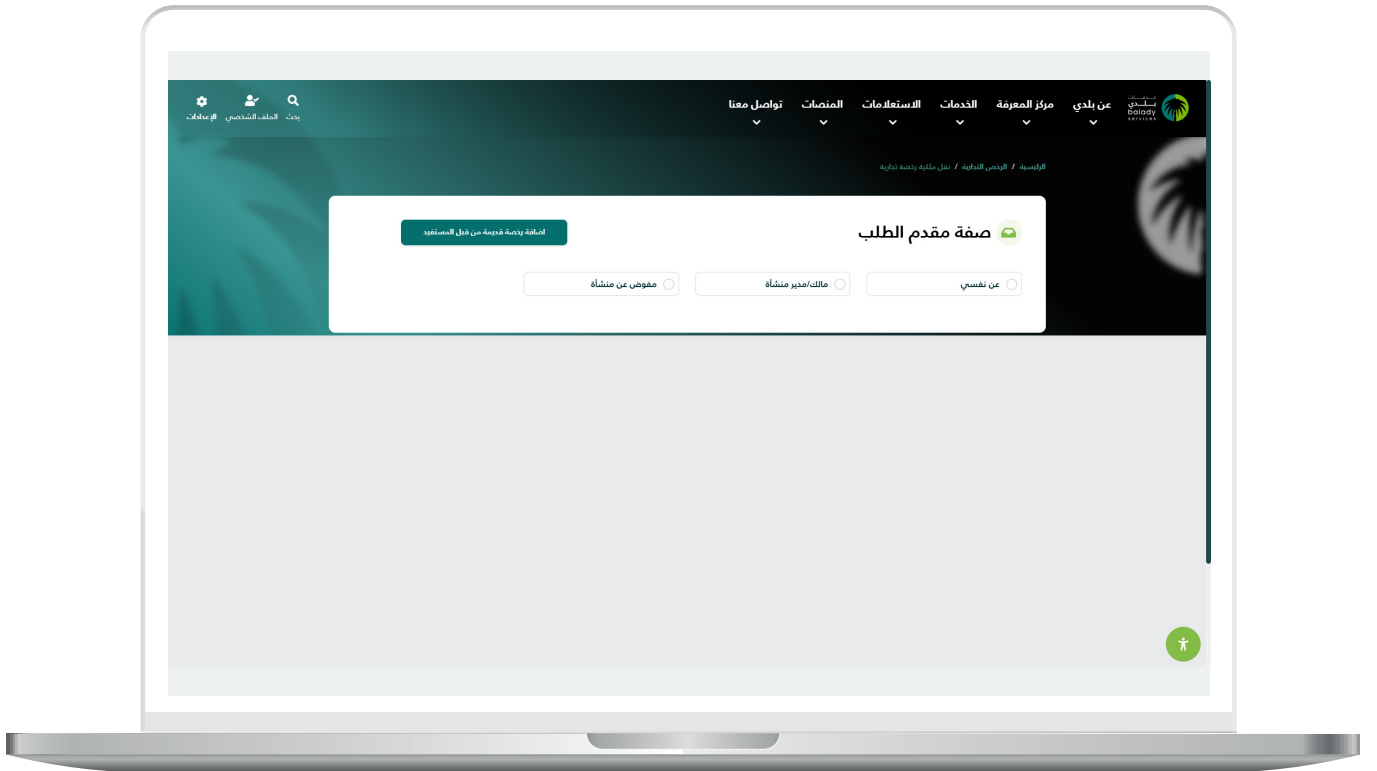 خدمات
بلدي
balady
services
عن بلدي
مركز المعرفة
الخدمات
الاستعلامات
المنصات
تواصل معنا
بحث
الملف الشخصي
الإعدادات
الرئيسية / الرخص التجارية / نقل ملكية رخصة تجارية
صفة مقدم الطلب
اضافة رخصة قديمة من قبل المستفيد
عن نفسي
مالك/مدير منشأة
مفوض عن منشأة